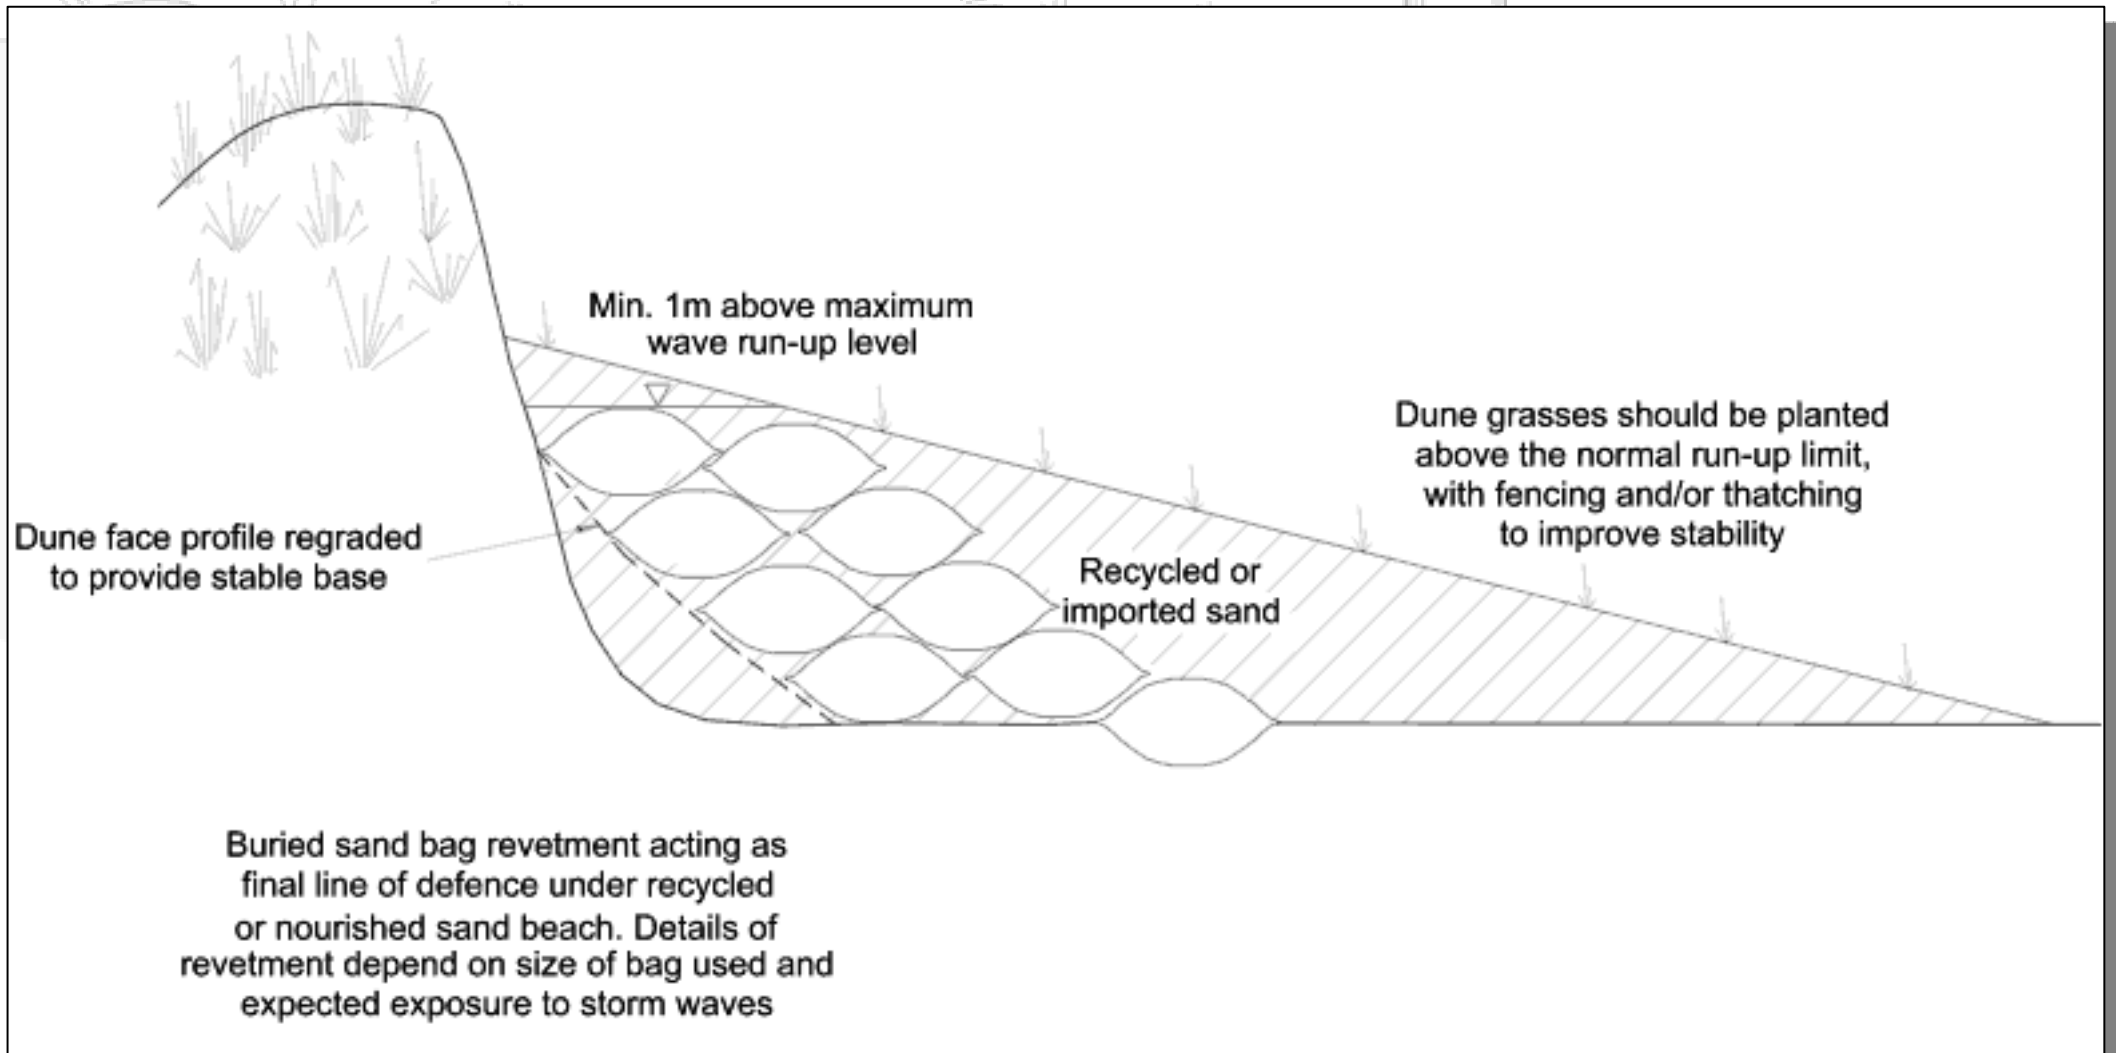 Min. 1m above maximum
wave run-up level
Dune grasses should be planted
above the normal run-up limit,
with fencing and/or thatching
to improve stability
Dune face profile regraded
to provide stable base
Recycled or
imported sand
Buried sand bag revetment acting as
final line of defence under recycled
or nourished sand beach. Details of
revetment depend on size of bag used and
expected exposure to storm waves